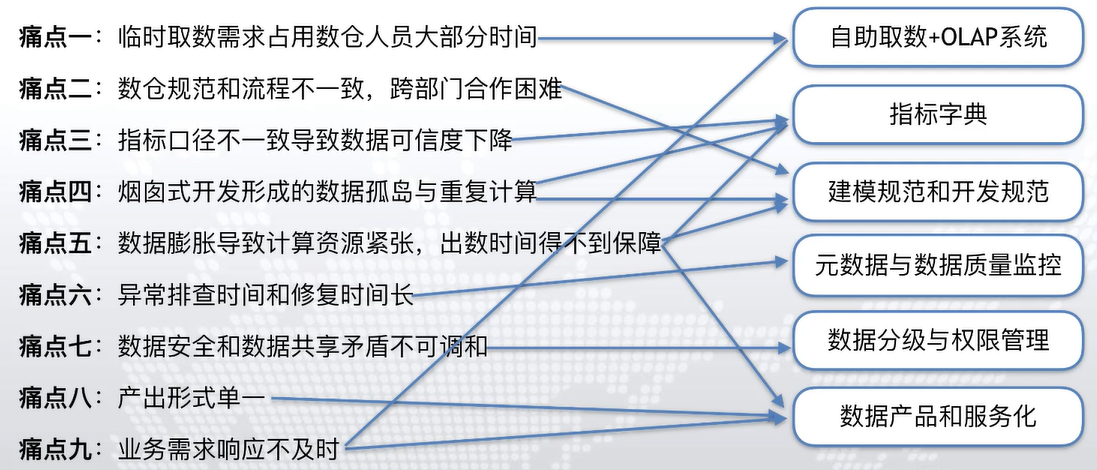 痛点一：临时取数需求占用数仓人员大部分时间
痛点二：数仓规范和流程不一致，跨部门合作困难
痛点三：指标口径不一致导致数据可信度下降
痛点四：烟囱式开发形成的数据孤岛与重复计算
痛点五：数据膨胀导致计算资源紧张，出数时间得不到保障
痛点六：异常排查时间和修复时间长
痛点七：数据安全和数据共享矛盾不可调和
痛点八：产出形式单一
痛点九：业务需求响应不及时
自助取数+OLAP系统
指标字典
建模规范和开发规范
元数据与数据质量监控
数据分级与权限管理
数据产品和服务化